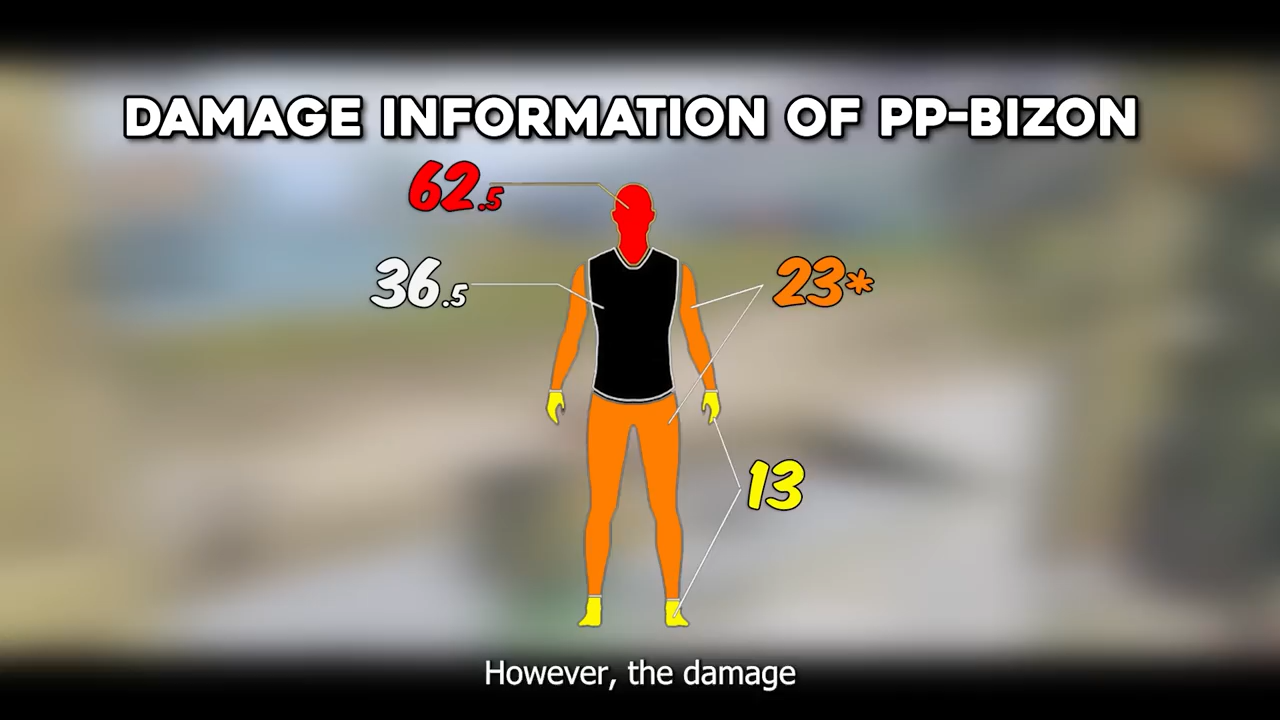 DAMAGE INFORMATION OF PP-BIZON
62.5
36.5
23*
13
However, the damage